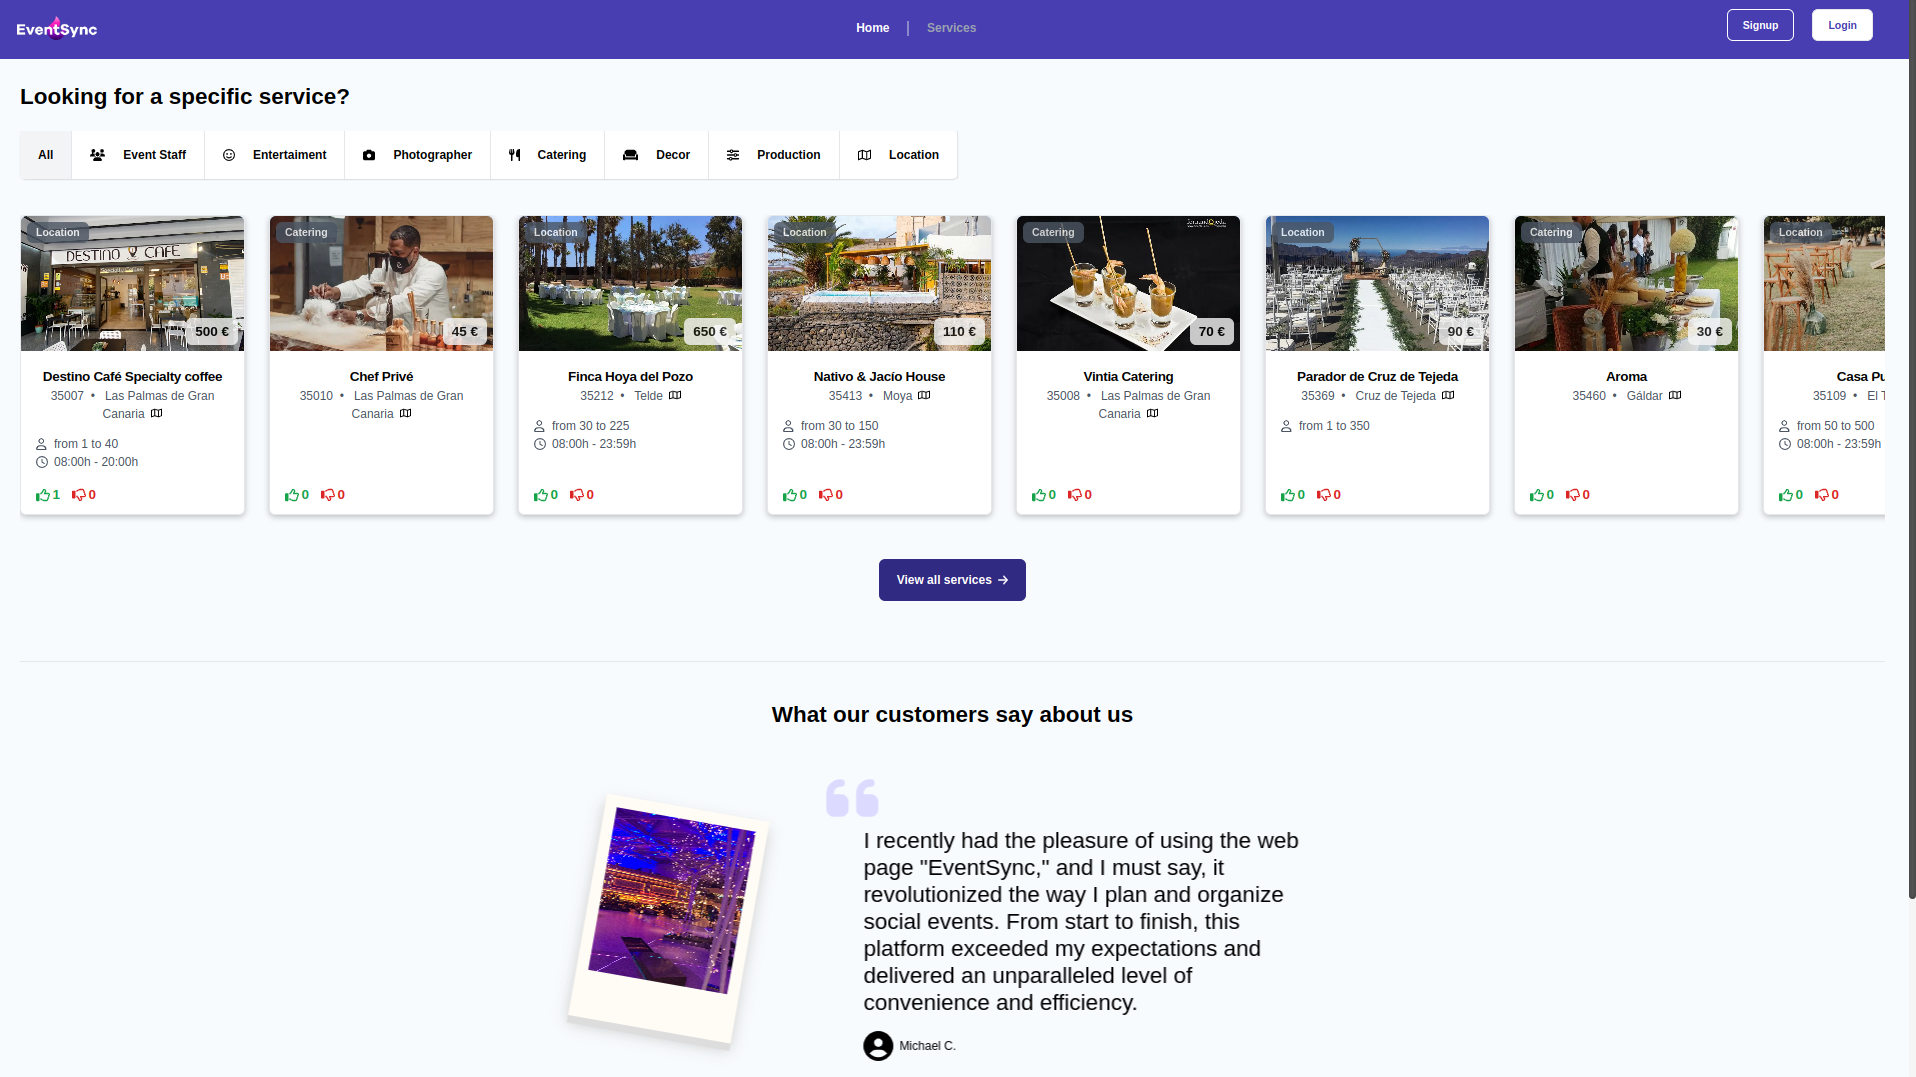 EventSync
Home
Services
Signup
Login
Looking for a specific service?
All
Event Staff
Entertaiment
Photographer
Catering
Decor
Production
Location
Location
DESTINO CAFÉ
500 €
Destino Café Specialty coffee
35007 • Las Palmas de Gran
Canaria
from 1 to 40
08:00h - 20:00h
1
0
Catering
45 €
Chef Privé
35010 • Las Palmas de Gran
Canaria
0
0
Location
650 €
Finca Hoya del Pozo
35212 • Telde
from 30 to 225
08:00h - 23:59h
0
0
Location
110 €
Nativo & Jacío House
35413 • Moya
from 30 to 150
08:00h - 23:59h
0
0
Catering
70 €
Vintia Catering
35008 • Las Palmas de Gran
Canaria
0
0
Location
90 €
Parador de Cruz de Tejeda
35369 • Cruz de Tejeda
from 1 to 350
0
0
Catering
30 €
Aroma
35460 • Gáldar
0
0
Location
Casa Pu
35109 • El T
from 50 to 500
08:00h - 23:59h
0
0
View all services →
What our customers say about us
I recently had the pleasure of using the web
page "EventSync," and I must say, it
revolutionized the way I plan and organize
social events. From start to finish, this
platform exceeded my expectations and
delivered an unparalleled level of
convenience and efficiency.
Michael C.